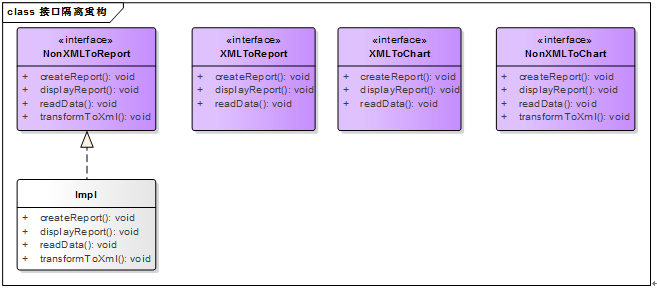 class 接口隔离重构
«interface»
NonXMLToReport
+ createReport(): void
+ displayReport(): void
+ readData(): void
+ transformToXml(): void
«interface»
XMLToReport
+ createReport(): void
+ displayReport(): void
+ readData(): void
«interface»
XMLToChart
+ createReport(): void
+ displayReport(): void
+ readData(): void
«interface»
NonXMLToChart
+ createReport(): void
+ displayReport(): void
+ readData(): void
+ transformToXml(): void
Impl
+ createReport(): void
+ displayReport(): void
+ readData(): void
+ transformToXml(): void